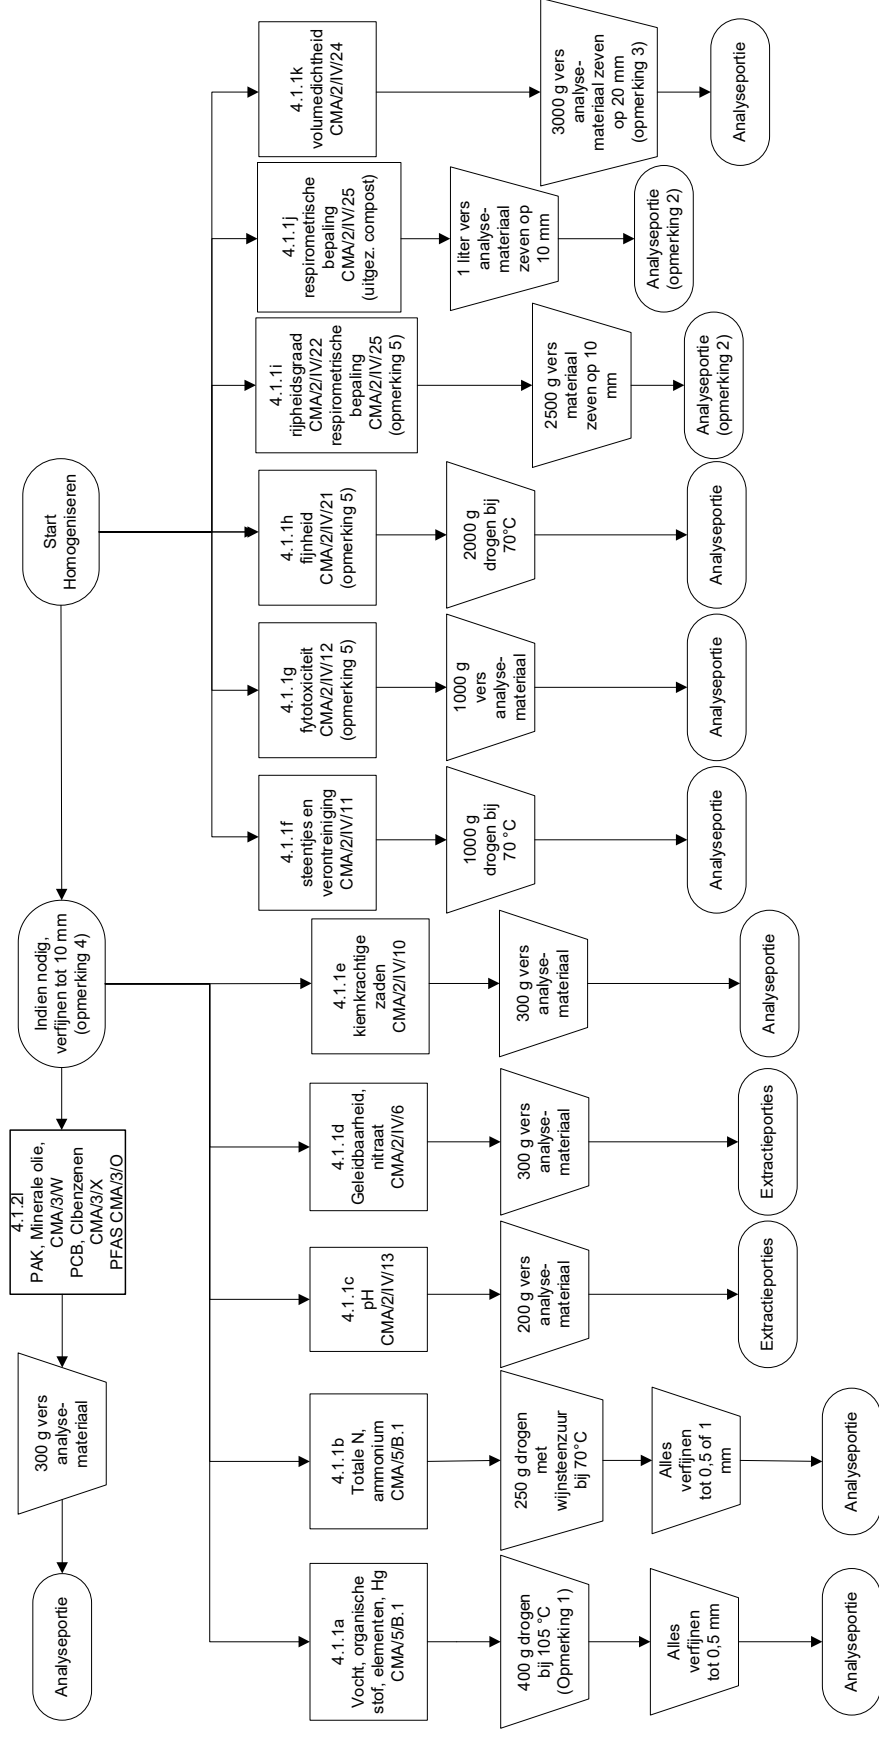 Start
Homogeniseren
Indien nodig,
verfijnen tot 10 mm
(opmerking 4)
4.1.2l
PAK, Minerale olie,
CMA/3/W
PCB, Clbenzenen
CMA/3/X
PFAS CMA/3/O
300 g vers
analyse-
materiaal
Analyseportie
4.1.1a
Vocht, organische
stof, elementen, Hg
CMA/5/B.1
400 g drogen
bij 105 °C
(Opmerking 1)
Alles
verfijnen
tot 0,5 mm
Analyseportie
4.1.1b
Totale N,
ammonium
CMA/5/B.1
250 g drogen
met
wijnsteenzuur
bij 70°C
Alles
verfijnen
tot 0,5 of 1
mm
Analyseportie
4.1.1c
pH
CMA/2/IV/13
200 g vers
analyse-
materiaal
Extractieporties
4.1.1d
Geleidbaarheid,
nitraat
CMA/2/IV/6
300 g vers
analyse-
materiaal
Extractieporties
4.1.1e
kiemkrachtige
zaden
CMA/2/IV/10
300 g vers
analyse-
materiaal
Analyseportie
4.1.1f
steentjes en
verontreiniging
CMA/2/IV/11
1000 g
drogen bij
70 °C
Analyseportie
4.1.1g
fytotoxiciteit
CMA/2/IV/12
(opmerking 5)
1000 g
vers
analyse-
materiaal
Analyseportie
4.1.1h
fijnheid
CMA/2/IV/21
(opmerking 5)
2000 g
drogen bij
70°C
Analyseportie
4.1.1i
rijpheidsgraad
CMA/2/IV/22
respirometrische
bepaling
CMA/2/IV/25
(opmerking 5)
2500 g vers
materiaal
zeven op 10
mm
Analyseportie
(opmerking 2)
4.1.1j
respirometrische
bepaling
CMA/2/IV/25
(uitgez. compost)
1 liter vers
analyse-
materiaal
zeven op
10 mm
Analyseportie
(opmerking 2)
4.1.1k
volumedichtheid
CMA/2/IV/24
3000 g vers
analyse-
materiaal zeven
op 20 mm
(opmerking 3)
Analyseportie